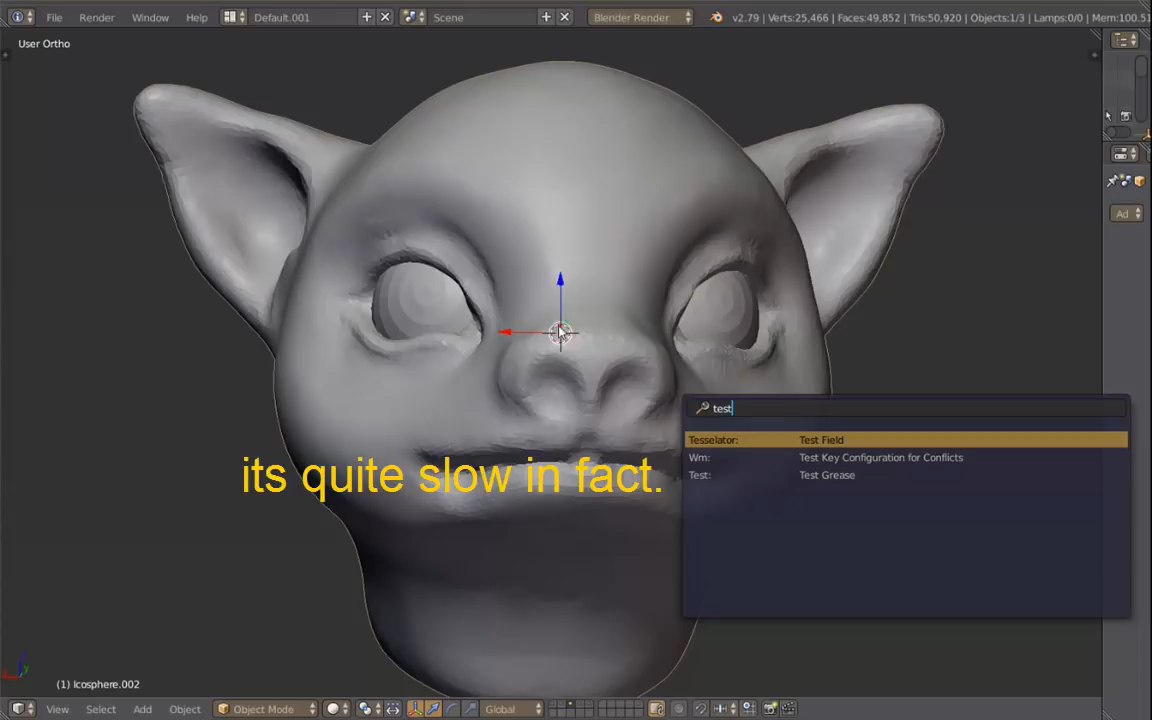 File Render Window Help Default.001 Scene Blender Render v2.79 | Verts:25,466 | Faces:49,852 | Tris:50,920 | Objects:1/3 | Lamps:0/0 | Mem:100.51
User Ortho
Ad
test
Tesselator: Test Field
Wm: Test Key Configuration for Conflicts
Test: Test Grease
its quite slow in fact.
(1) Icosphere.002
View Select Add Object Object Mode Global